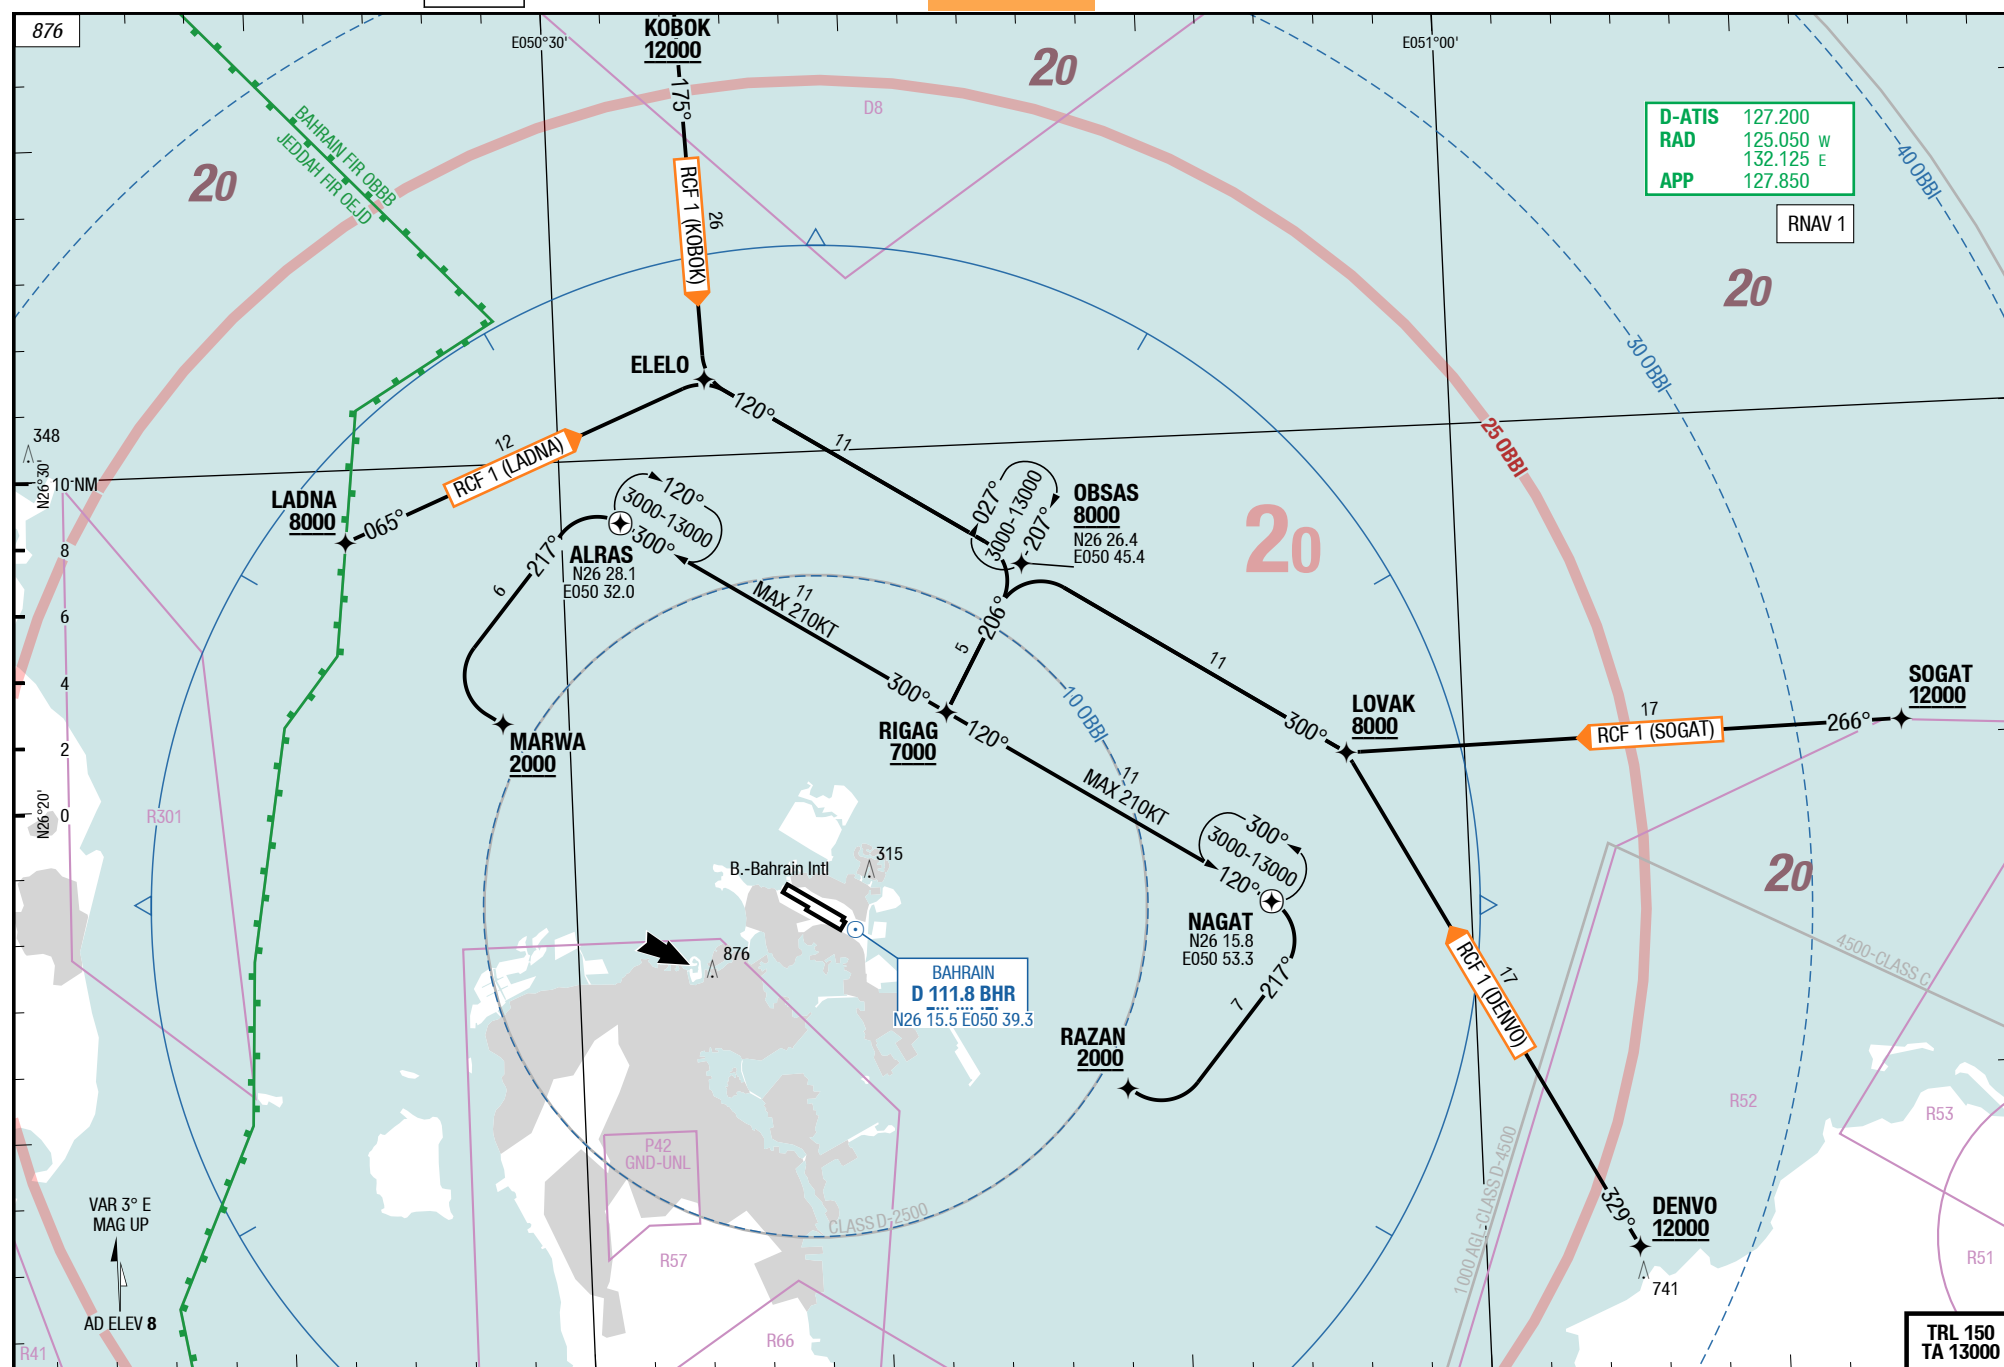 876
E050°30'
KOBOK
12000
175°
RCF 1 (KOBOK)
26
E051°00'
20
D8
20
BAHRAIN FIR OBBB
JEDDAH FIR OEJD
D-ATIS 127.200
RAD 125.050 W
132.125 E
APP 127.850
RNAV 1
40 OBBI
20
30 OBBI
25 OBBI
20
ELELO
120°
11
348
N26°30'
10 NM
8
6
4
2
0
N26°20'
LADNA
8000
065°
RCF 1 (LADNA)
12
120°
3000-13000
300°
ALRAS
N26 28.1
E050 32.0
217°
6
MARWA
2000
11
MAX 210KT
300°
027°
3000-13000
207°
OBSAS
8000
N26 26.4
E050 45.4
206°
5
RIGAG
7000
120°
10 OBBI
11
MAX 210KT
11
300°
LOVAK
8000
17
RCF 1 (SOGAT)
266°
SOGAT
12000
R301
300°
3000-13000
120°
NAGAT
N26 15.8
E050 53.3
217°
7
RAZAN
2000
20
4500-CLASS C
RCF 1 (DENVO)
17
329°
DENVO
12000
741
B.-Bahrain Intl
315
876
BAHRAIN
D 111.8 BHR
N26 15.5 E050 39.3
P42
GND-UNL
CLASS D-2500
R57
R66
1000 AGL-CLASS D-4500
R52
R53
R51
VAR 3° E
MAG UP
AD ELEV 8
R41
TRL 150
TA 13000